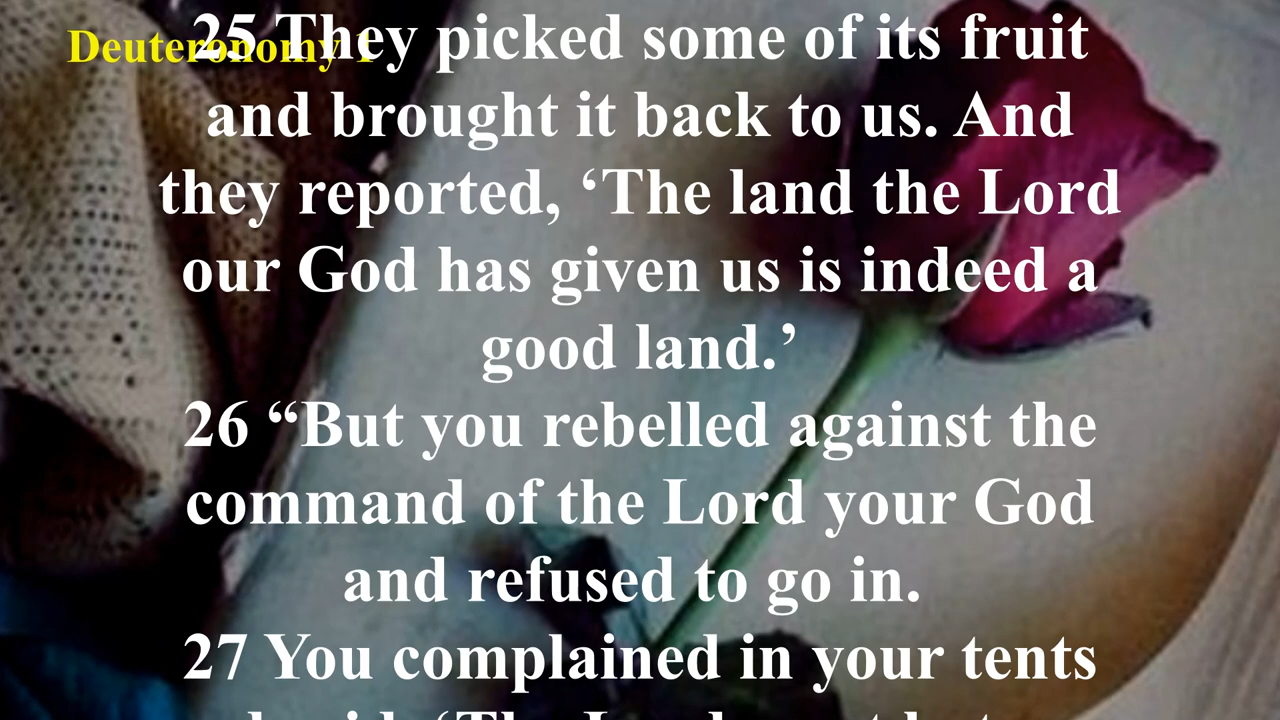 Deuteronomy 1
25 They picked some of its fruit
and brought it back to us. And
they reported, ‘The land the Lord
our God has given us is indeed a
good land.’
26 “But you rebelled against the
command of the Lord your God
and refused to go in.
27 You complained in your tents